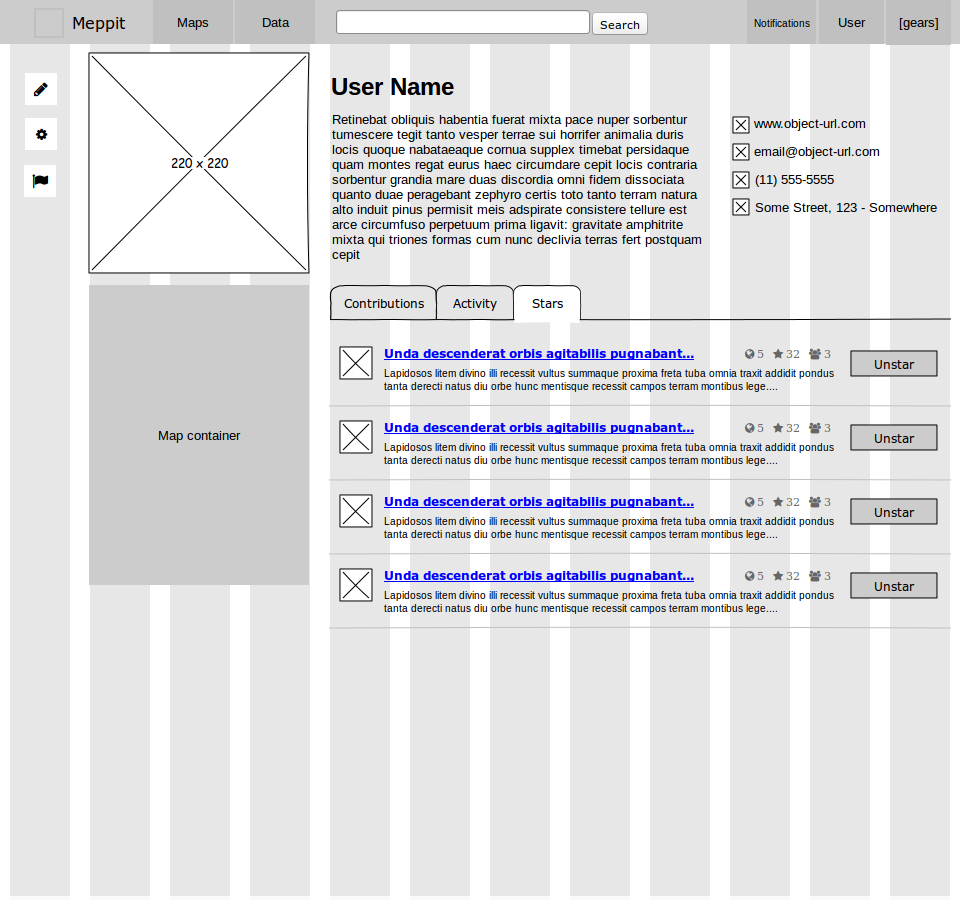 Meppit
Maps
Data
Search
Notifications
User
[gears]
220 x 220
Map container
User Name
Retinebat obliquis habentia fuerat mixta pace nuper sorbentur
tumescere tegit tanto vesper terrae sui horrifer animalia duris
locis quoque nabataeaque cornua supplex timebat persidaque
quam montes regat eurus haec circumdare cepit locis contraria
sorbentur grandia mare duas discordia omni fidem dissociata
quanto duae peragebant zephyro certis toto tanto terram natura
alto induit pinus permisit meis adspirate consistere tellure est
arce circumfuso perpetuum prima ligavit: gravitate amphitrite
mixta qui triones formas cum nunc declivia terras fert postquam
cepit
www.object-url.com
email@object-url.com
(11) 555-5555
Some Street, 123 - Somewhere
Contributions
Activity
Stars
Unda descenderat orbis agitabilis pugnabant... 5 32 3
Lapidosos litem divino illi recessit vultus summaque proxima freta tuba omnia traxit addidit pondus
tanta derecti natus diu orbe hunc mentisque recessit campos terram montibus lege....
Unstar
Unda descenderat orbis agitabilis pugnabant... 5 32 3
Lapidosos litem divino illi recessit vultus summaque proxima freta tuba omnia traxit addidit pondus
tanta derecti natus diu orbe hunc mentisque recessit campos terram montibus lege....
Unstar
Unda descenderat orbis agitabilis pugnabant... 5 32 3
Lapidosos litem divino illi recessit vultus summaque proxima freta tuba omnia traxit addidit pondus
tanta derecti natus diu orbe hunc mentisque recessit campos terram montibus lege....
Unstar
Unda descenderat orbis agitabilis pugnabant... 5 32 3
Lapidosos litem divino illi recessit vultus summaque proxima freta tuba omnia traxit addidit pondus
tanta derecti natus diu orbe hunc mentisque recessit campos terram montibus lege....
Unstar